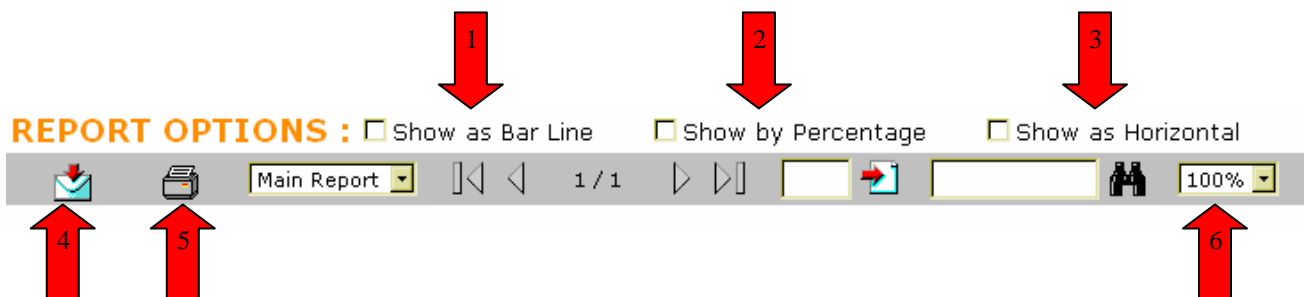 1 2 3
REPORT OPTIONS : Show as Bar Line Show by Percentage Show as Horizontal
Main Report 1 / 1 100%
4 5 6